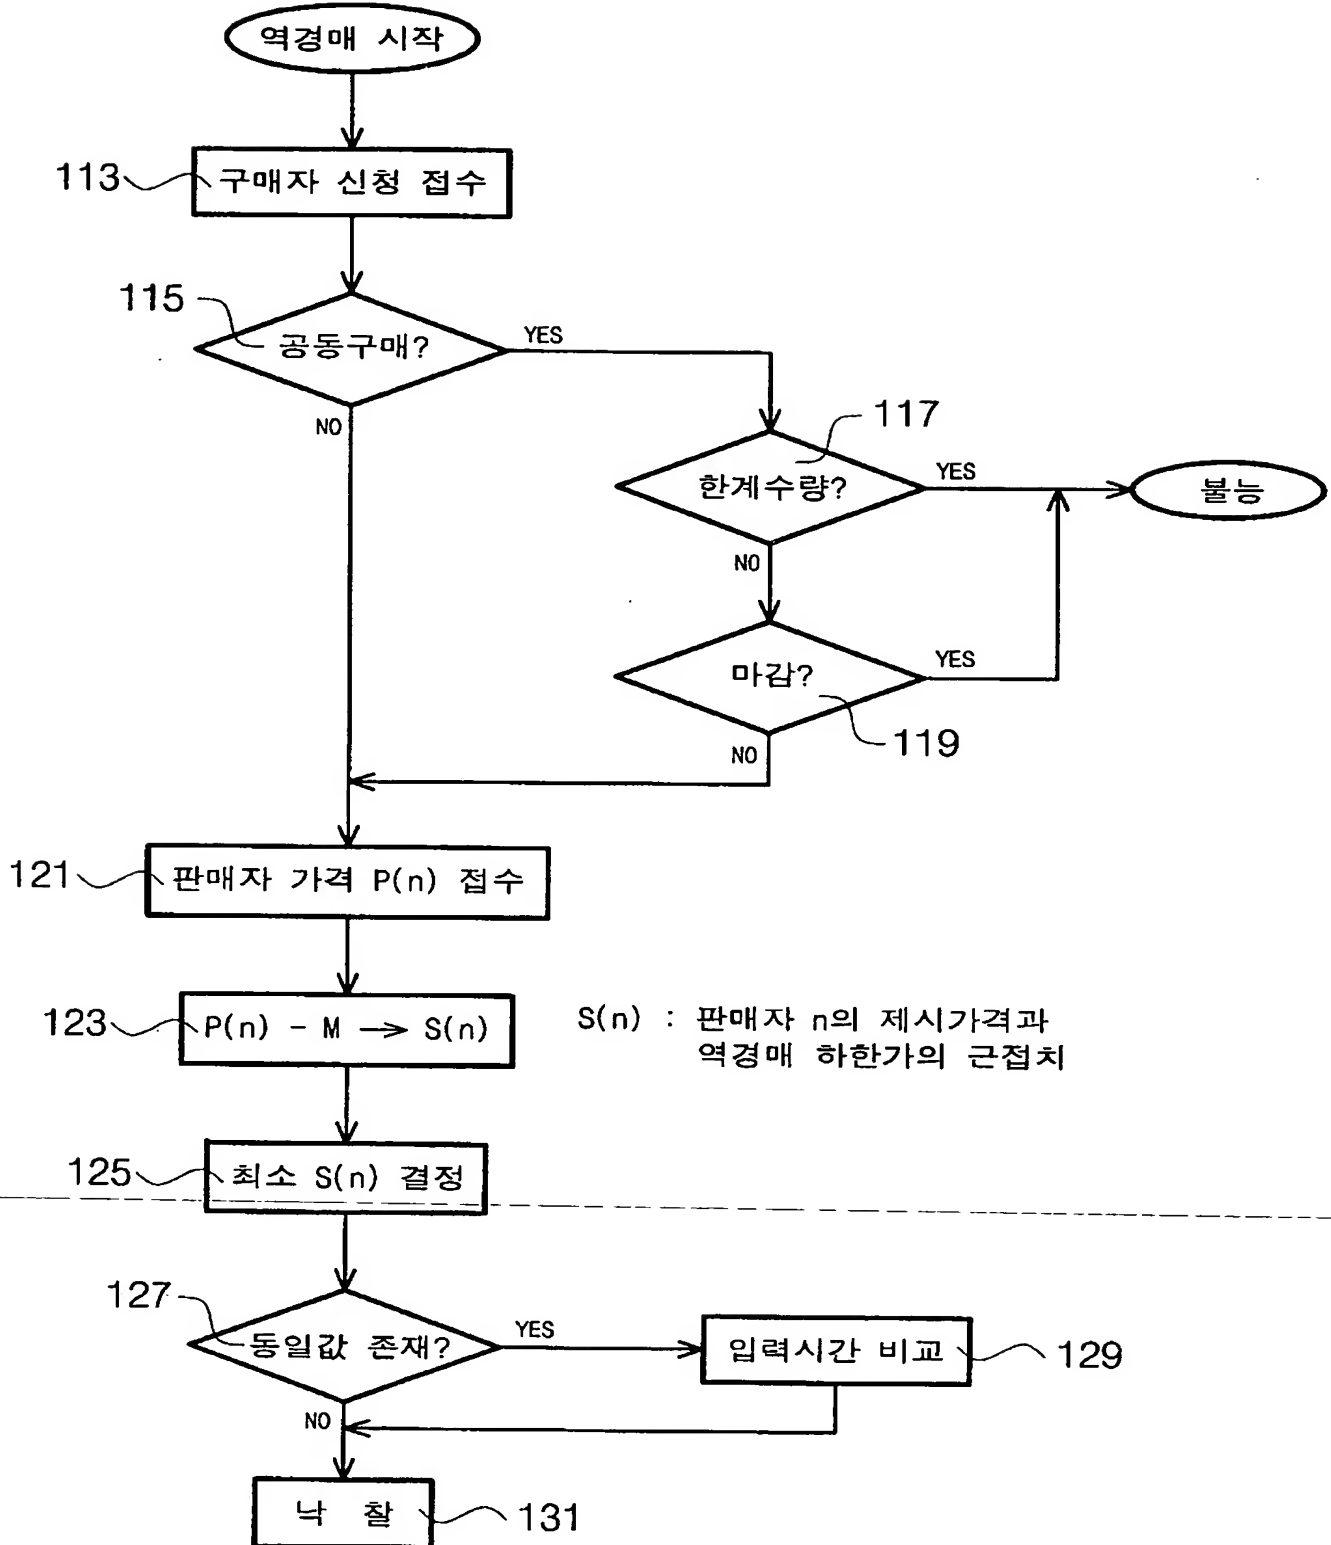 역경매 시작
113
구매자 신청 접수
115
공동구매?
YES
NO
117
한계수량?
YES
불능
NO
마감?
YES
119
NO
121
판매자 가격 P(n) 접수
123
P(n) - M → S(n)
S(n) : 판매자 n의 제시가격과
역경매 하한가의 근접치
125
최소 S(n) 결정
127
동일값 존재?
YES
입력시간 비교
129
NO
낙 찰
131